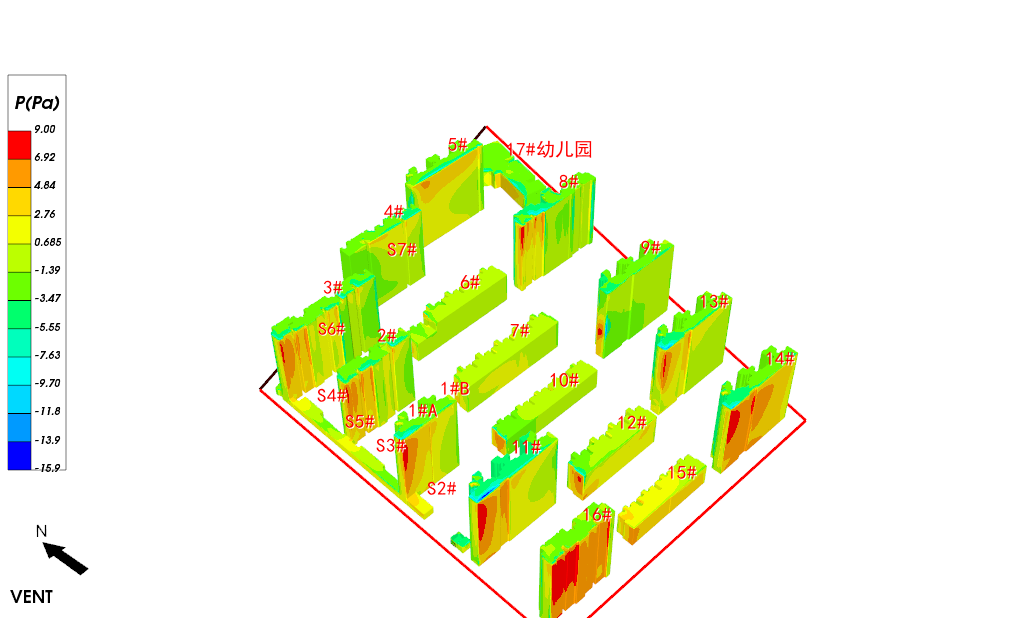 P(Pa)
9.00
6.92
4.84
2.76
0.685
-1.39
-3.47
-5.55
-7.63
-9.70
-11.8
-13.9
-15.9
N
VENT
5#
17#幼儿园
8#
4#
S7#
9#
6#
3#
S6#
13#
2#
7#
14#
S4#
1#B
10#
1#A
S5#
12#
S3#
11#
15#
S2#
16#